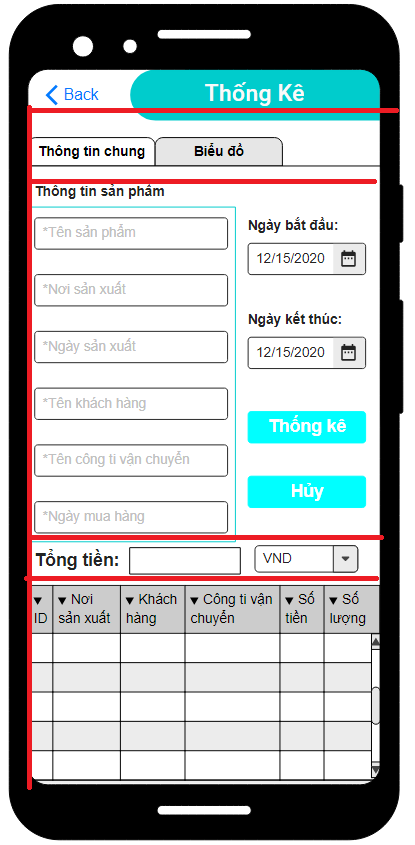 Back
Thống Kê
Thông tin chung
Biểu đồ
Thông tin sản phẩm
*Tên sản phẩm
*Nơi sản xuất
*Ngày sản xuất
*Tên khách hàng
*Tên công ti vận chuyển
*Ngày mua hàng
Ngày bắt đầu:
12/15/2020
Ngày kết thúc:
12/15/2020
Thống kê
Hủy
Tổng tiền:
VND
ID
Nơi
sản xuất
Khách
hàng
Công ti vận
chuyển
Số
tiền
Số
lượng